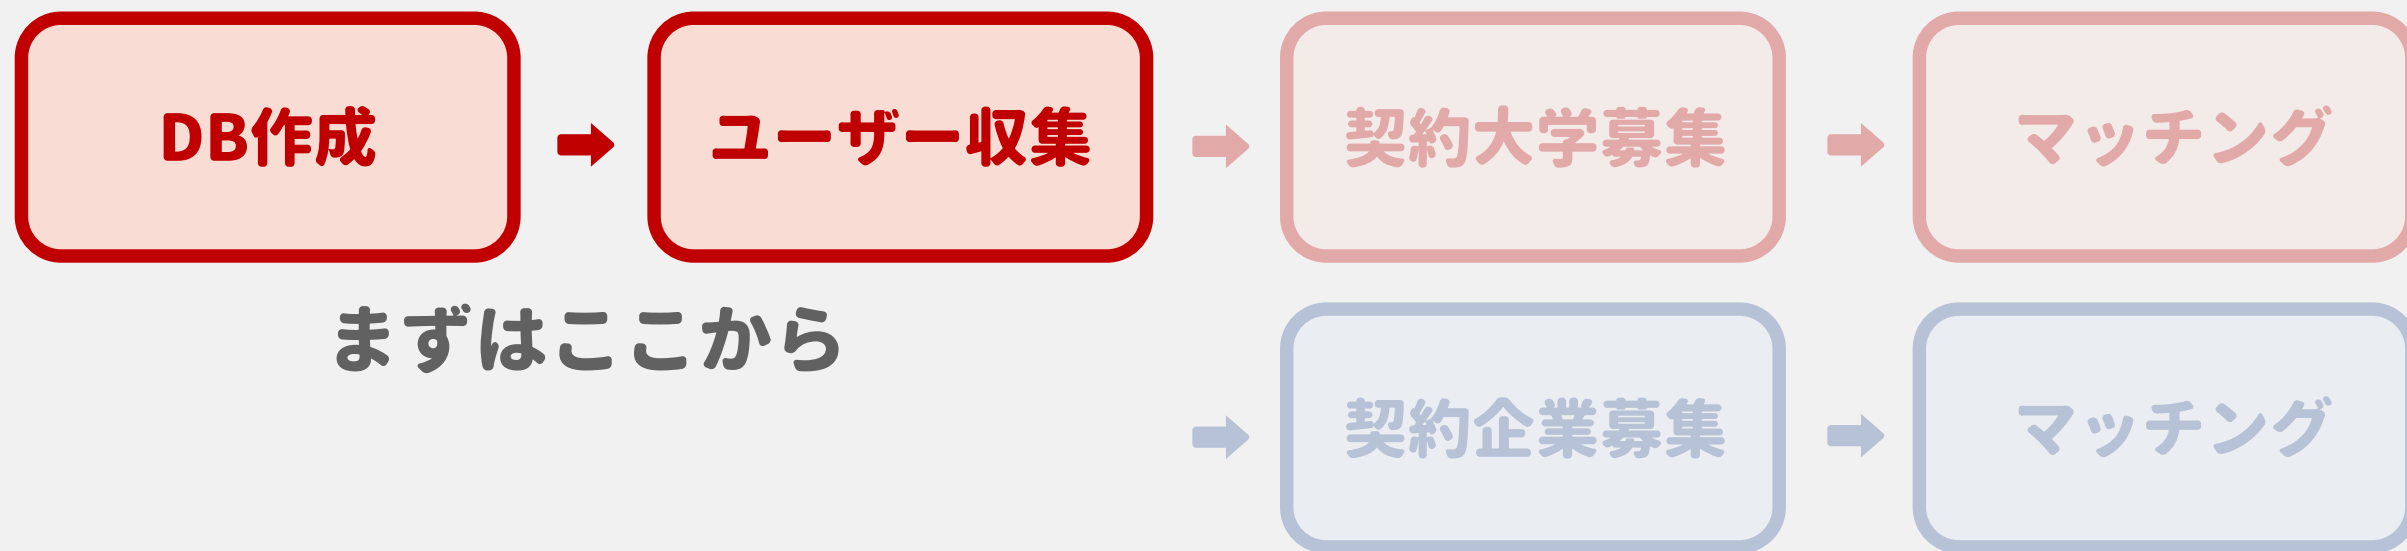 DB作成
ユーザー収集
契約大学募集
マッチング
まずはここから
契約企業募集
マッチング